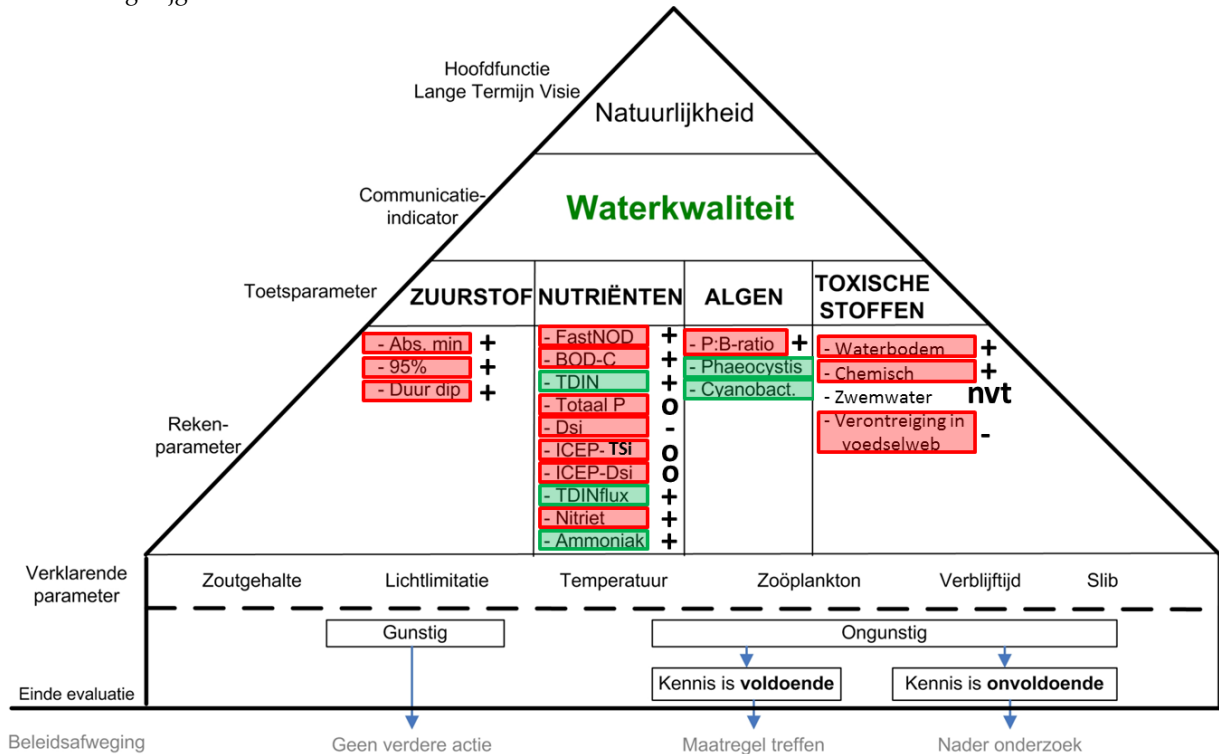 Hoofdfunctie
Lange Termijn Visie
Natuurlijkheid
Communicatie-
indicator
Waterkwaliteit
Toetsparameter
ZUURSTOF
NUTRIËNTEN
ALGEN
TOXISCHE
STOFFEN
Reken-
parameter
- Abs. min +
- 95% +
- Duur dip +
- FastNOD +
- BOD-C +
- TDIN +
- Totaal P o
- Dsi -
- ICEP- TSi o
- ICEP-Dsi o
- TDINflux +
- Nitriet +
- Ammoniak +
- P:B-ratio +
- Phaeocystis
- Cyanobact.
- Waterbodem +
- Chemisch +
- Zwemwater nvt
- Verontreiging in
voedselweb -
Verklarende
parameter
Zoutgehalte Lichtlimitatie Temperatuur Zoöplankton Verblijftijd Slib
Gunstig Ongunstig
Kennis is voldoende Kennis is onvoldoende
Einde evaluatie
Beleidsafweging Geen verdere actie Maatregel treffen Nader onderzoek